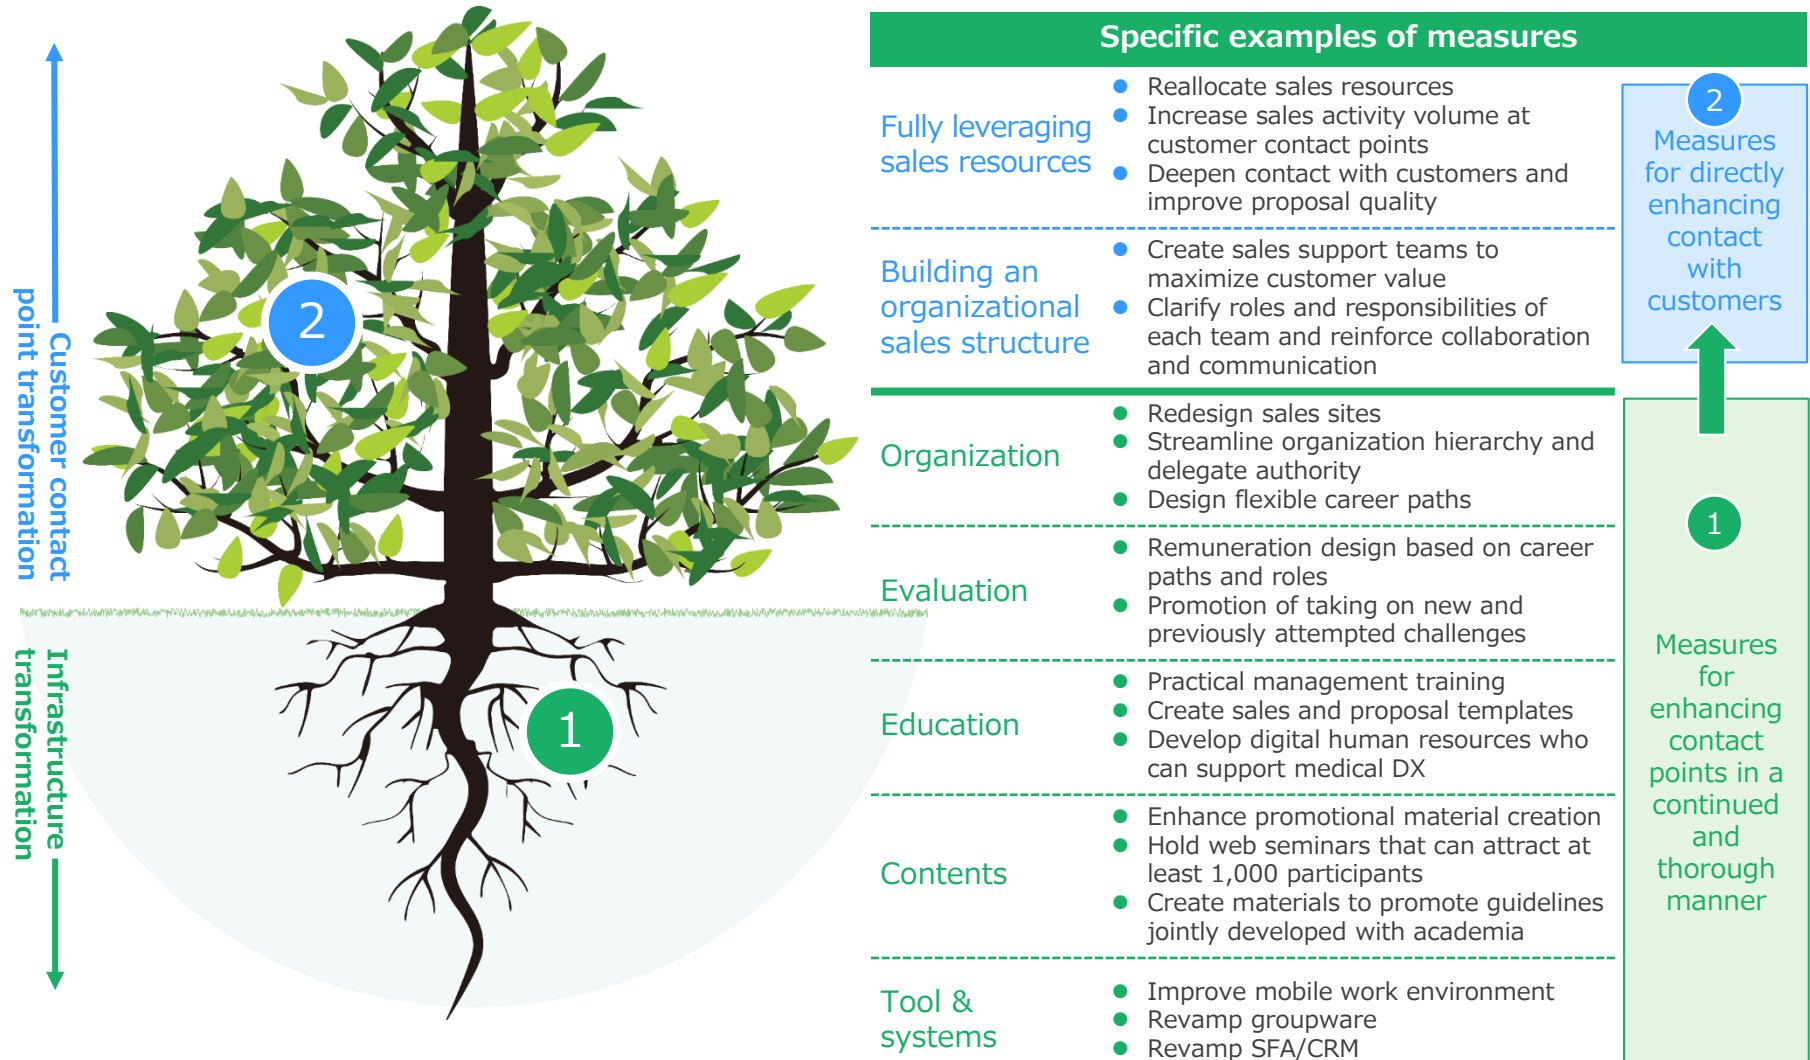 Customer contact
point transformation
Infrastructure
transformation
2
1
Specific examples of measures
Fully leveraging
sales resources
● Reallocate sales resources
● Increase sales activity volume at
customer contact points
● Deepen contact with customers and
improve proposal quality
Building an
organizational
sales structure
● Create sales support teams to
maximize customer value
● Clarify roles and responsibilities of
each team and reinforce collaboration
and communication
Organization
● Redesign sales sites
● Streamline organization hierarchy and
delegate authority
● Design flexible career paths
Evaluation
● Remuneration design based on career
paths and roles
● Promotion of taking on new and
previously attempted challenges
Education
● Practical management training
● Create sales and proposal templates
● Develop digital human resources who
can support medical DX
Contents
● Enhance promotional material creation
● Hold web seminars that can attract at
least 1,000 participants
● Create materials to promote guidelines
jointly developed with academia
Tool &
systems
● Improve mobile work environment
● Revamp groupware
● Revamp SFA/CRM
2
Measures
for directly
enhancing
contact
with
customers
1
Measures
for
enhancing
contact
points in a
continued
and
thorough
manner